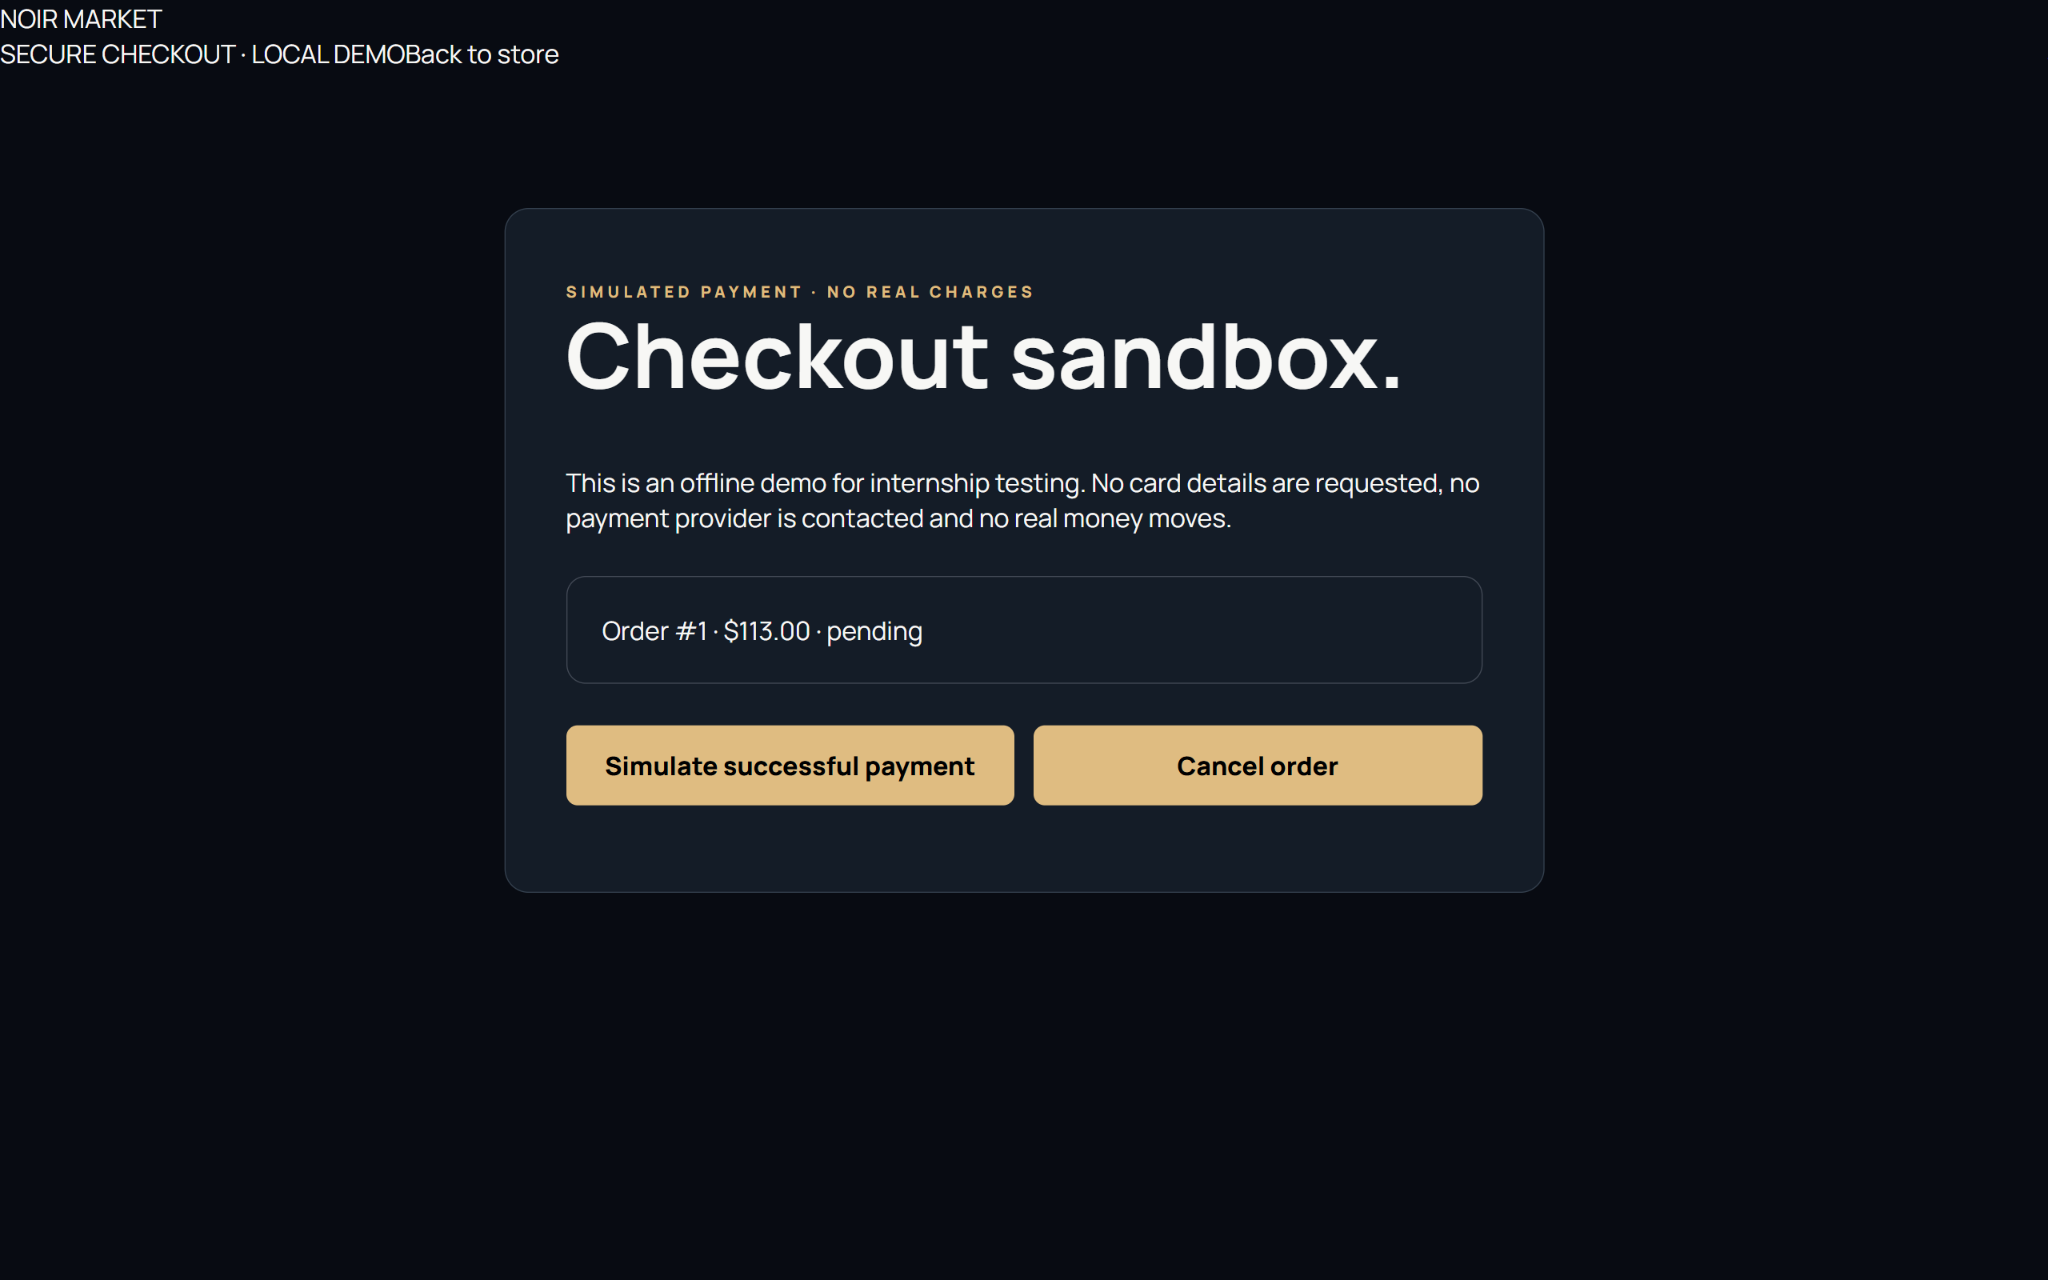 NOIR MARKET
SECURE CHECKOUT · LOCAL DEMOBack to store
SIMULATED PAYMENT · NO REAL CHARGES
Checkout sandbox.
This is an offline demo for internship testing. No card details are requested, no
payment provider is contacted and no real money moves.
Order #1 · $113.00 · pending
Simulate successful payment
Cancel order